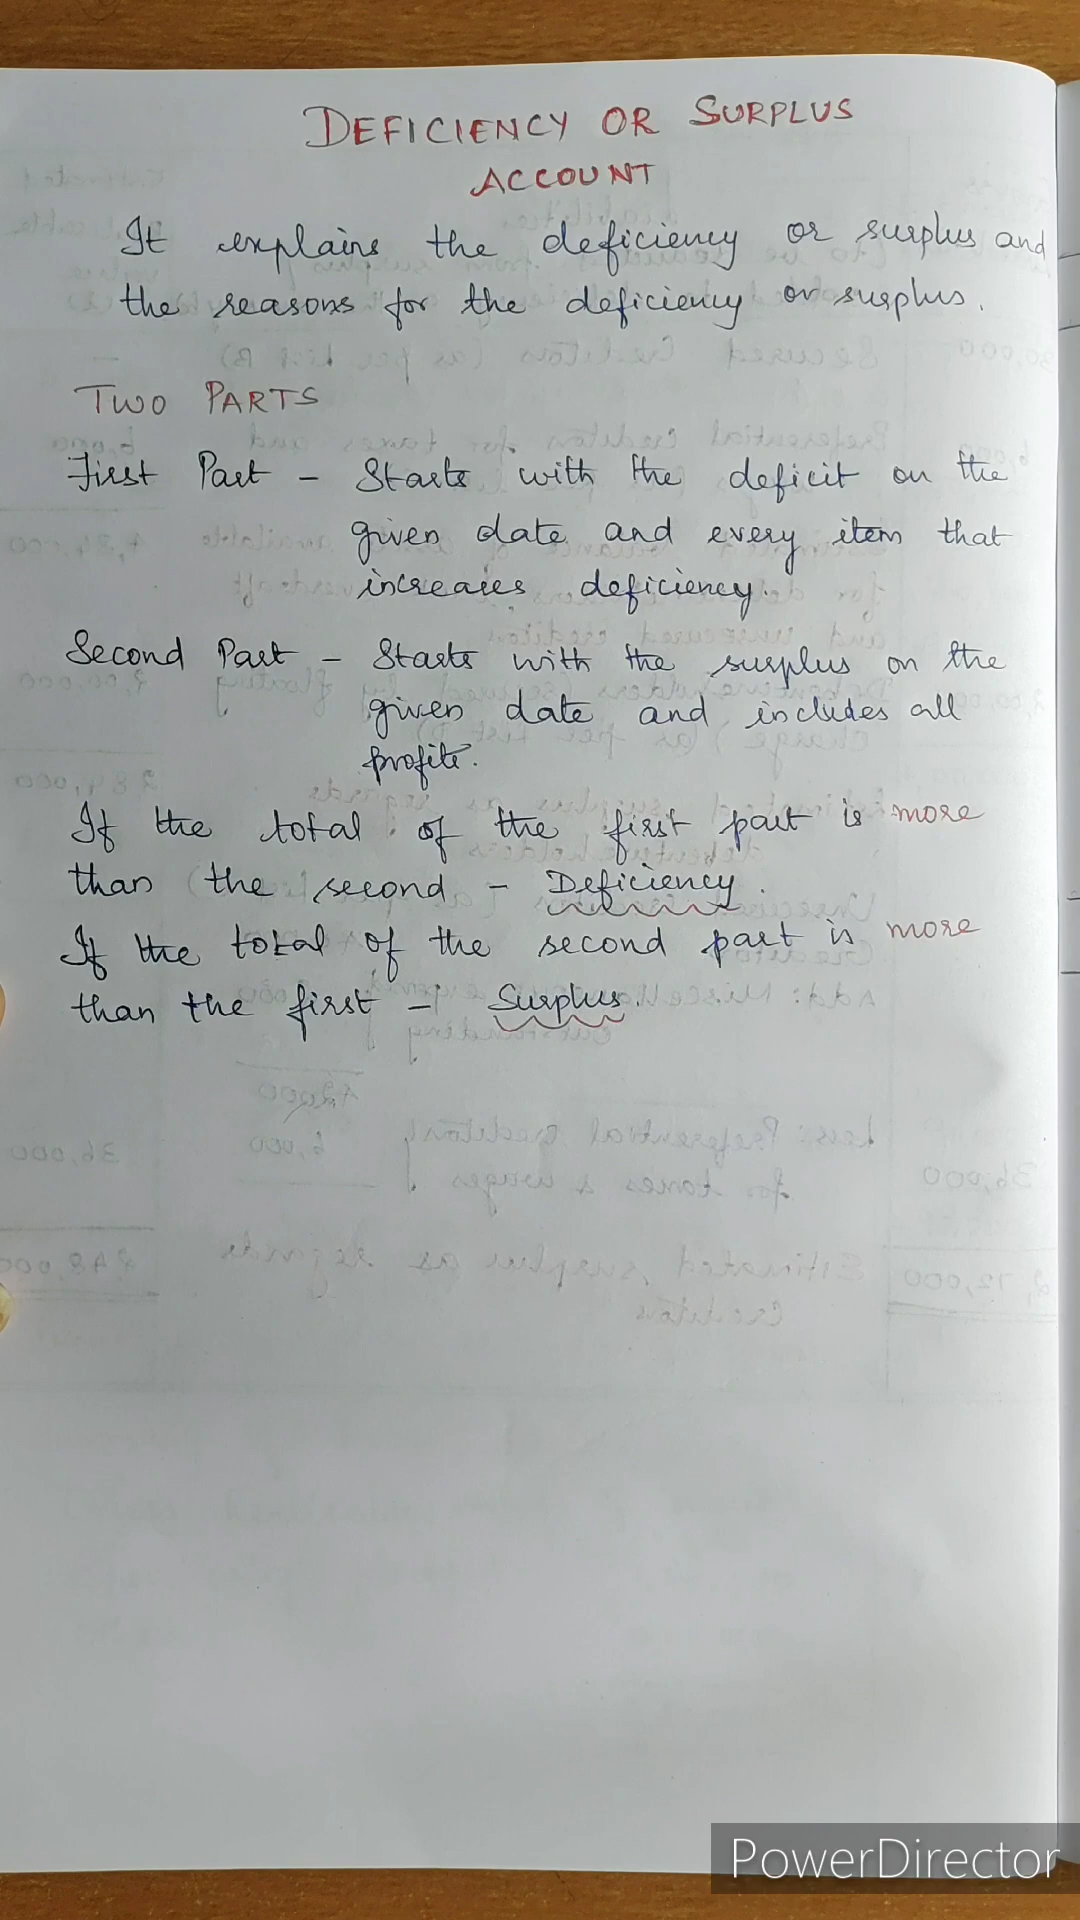 DEFICIENCY OR SURPLUS
ACCOUNT
It explains the deficiency or surplus and
the reasons for the deficiency or surplus.
TWO PARTS
First Part - Starts with the deficit on the
given date and every item that
increases deficiency.
Second Part - Starts with the surplus on the
given date and includes all
profits.
If the total of the first part is more
than the second - Deficiency.
If the total of the second part is more
than the first - Surplus.
PowerDirector